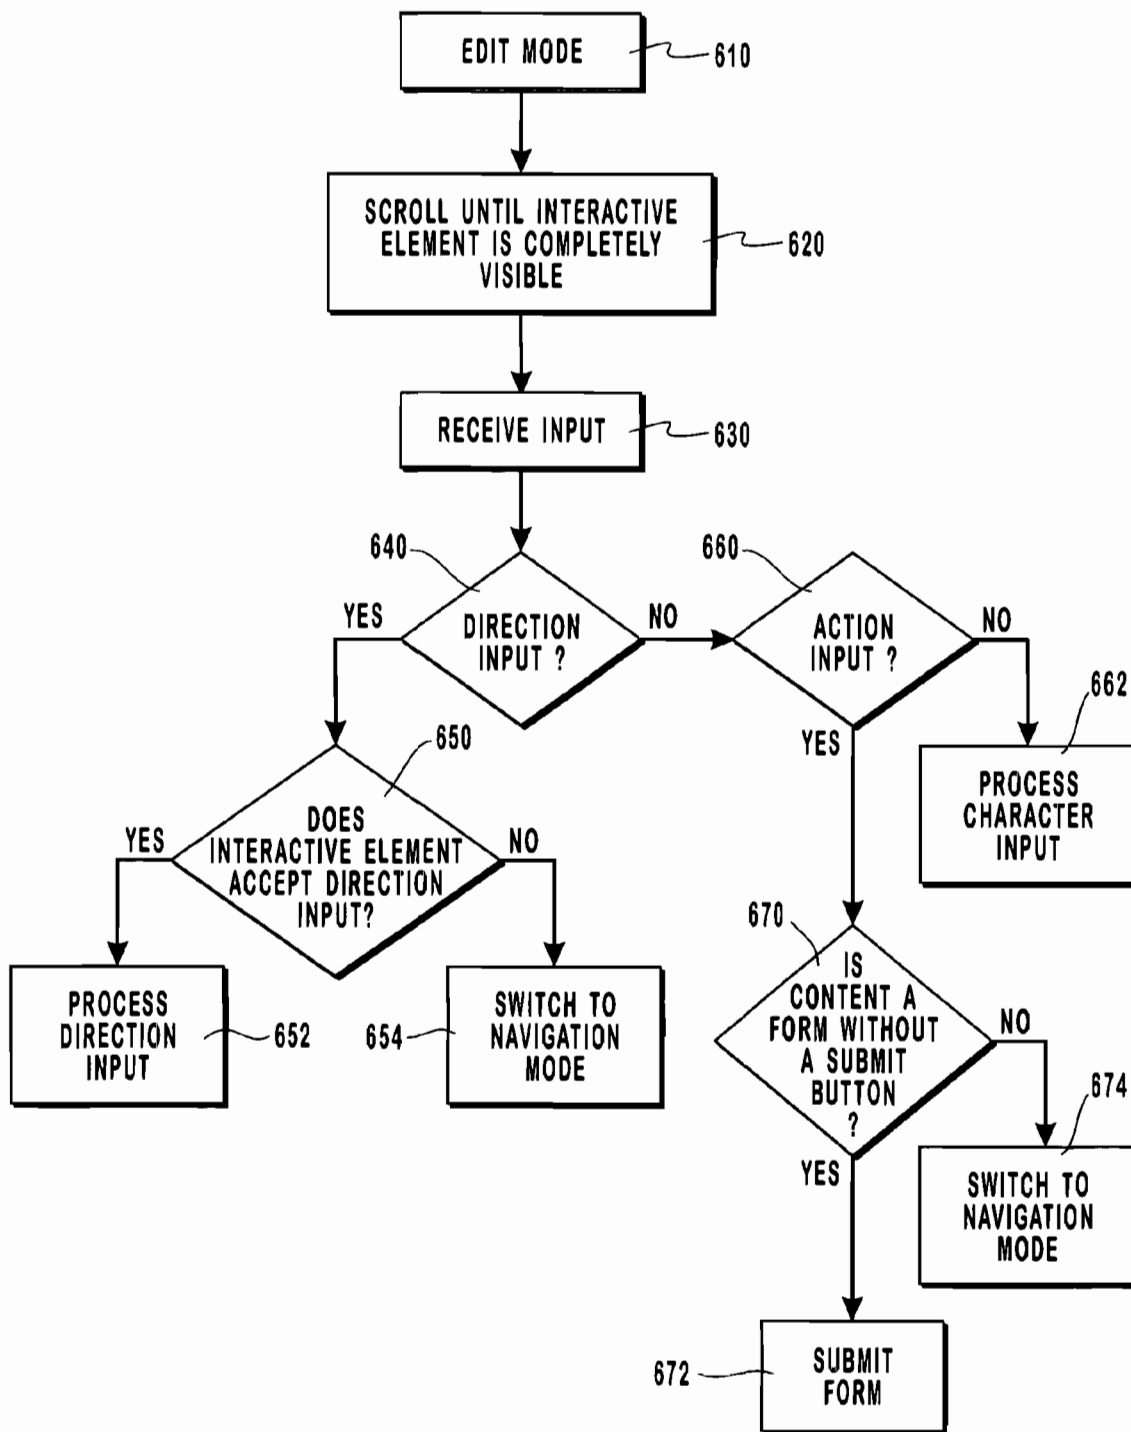 EDIT MODE
610
SCROLL UNTIL INTERACTIVE
ELEMENT IS COMPLETELY
VISIBLE
620
RECEIVE INPUT
630
640
DIRECTION
INPUT ?
YES
NO
660
ACTION
INPUT ?
NO
YES
662
PROCESS
CHARACTER
INPUT
650
DOES
INTERACTIVE ELEMENT
ACCEPT DIRECTION
INPUT?
YES
NO
PROCESS
DIRECTION
INPUT
652
654
SWITCH TO
NAVIGATION
MODE
670
IS
CONTENT A
FORM WITHOUT
A SUBMIT
BUTTON
?
NO
YES
674
SWITCH TO
NAVIGATION
MODE
672
SUBMIT
FORM